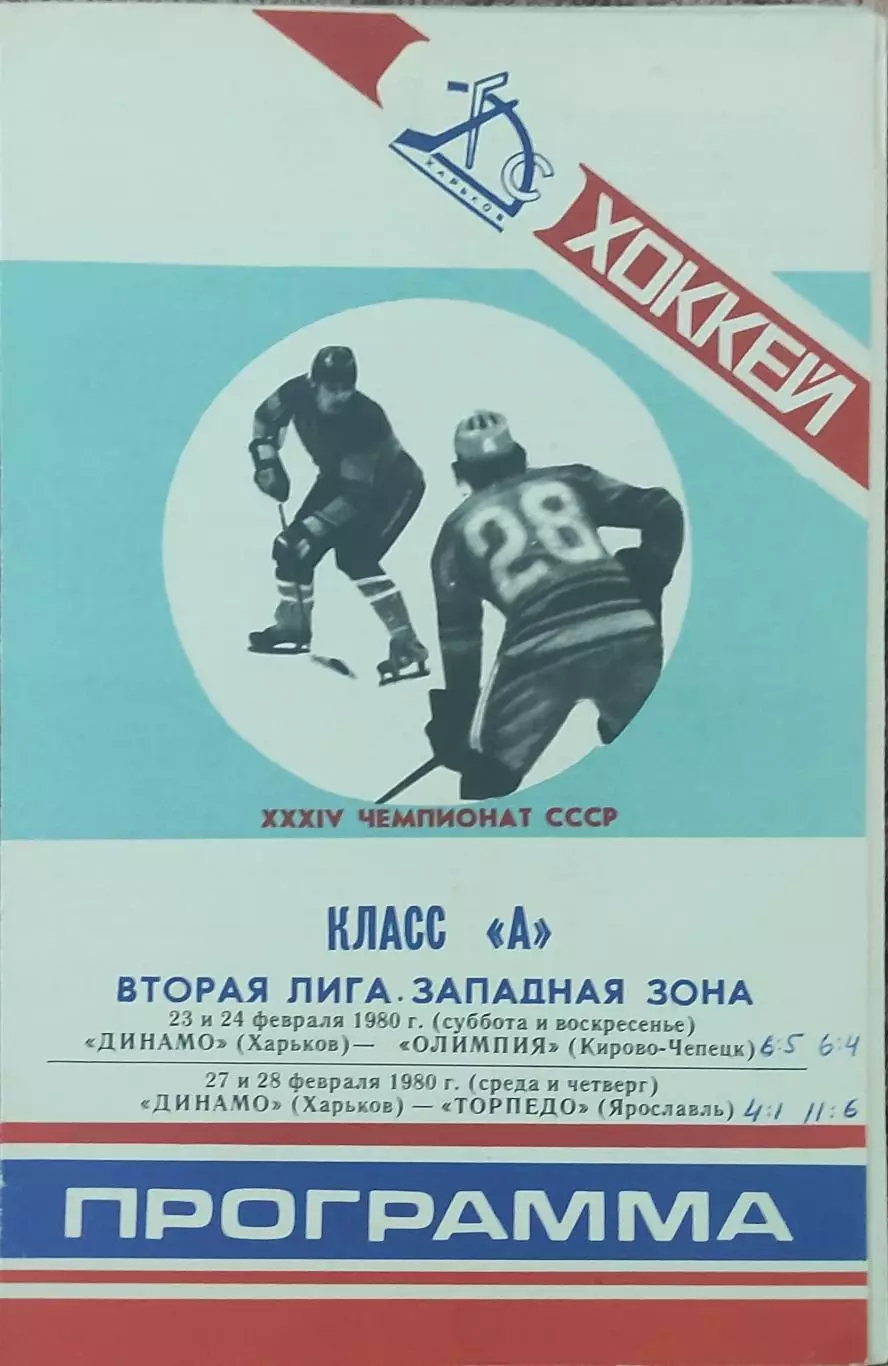 ХАРЬКОВ
ХОККЕЙ
28
XXXIV ЧЕМПИОНАТ СССР
КЛАСС «А»
ВТОРАЯ ЛИГА. ЗАПАДНАЯ ЗОНА
23 и 24 февраля 1980 г. (суббота и воскресенье)
«ДИНАМО» (Харьков)— «ОЛИМПИЯ» (Кирово-Чепецк) 6:5 6:4
27 и 28 февраля 1980 г. (среда и четверг)
«ДИНАМО» (Харьков) — «ТОРПЕДО» (Ярославль) 4:1 11:6
ПРОГРАММА